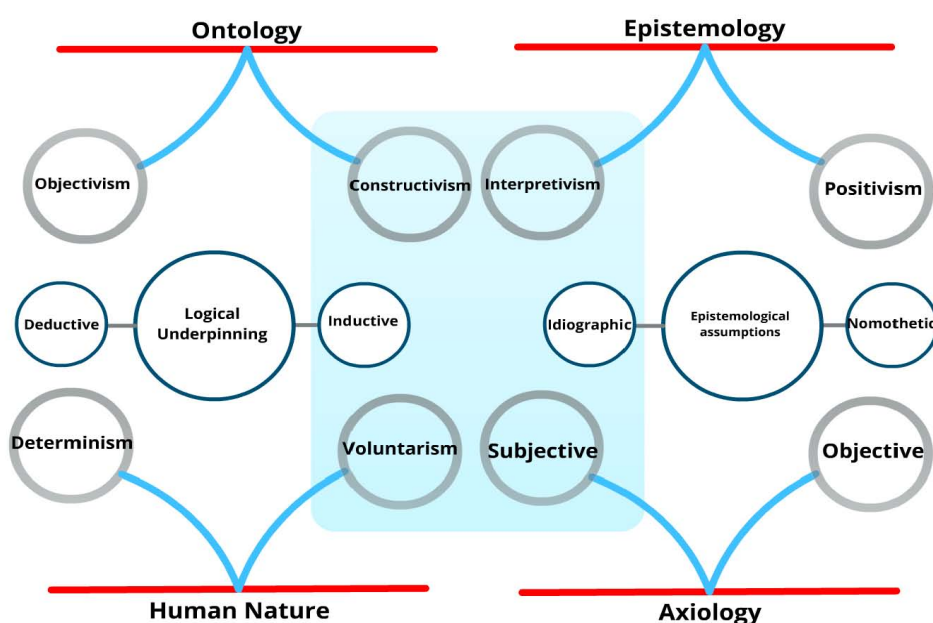 Ontology
Epistemology
Objectivism
Constructivism
Interpretivism
Positivism
Deductive
Logical
Underpinning
Inductive
Idiographic
Epistemological
assumptions
Nomothetic
Determinism
Voluntarism
Subjective
Objective
Human Nature
Axiology